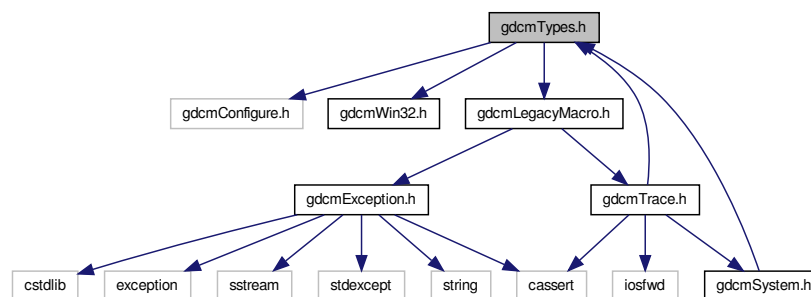 gdcmTypes.h
gdcmConfigure.h
gdcmWin32.h
gdcmLegacyMacro.h
gdcmException.h
gdcmTrace.h
cstdlib
exception
sstream
stdexcept
string
cassert
iosfwd
gdcmSystem.h